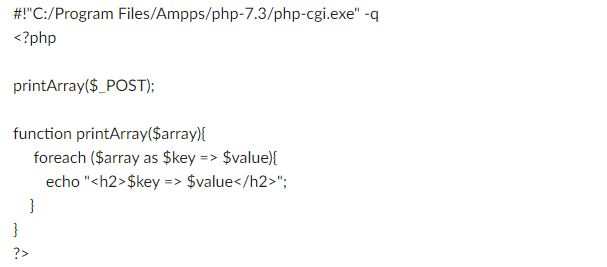 #!"C:/Program Files/Ampps/php-7.3/php-cgi.exe" -q
<?php
printArray($_POST);
function printArray($array){
foreach ($array as $key => $value){
echo "<h2>$key => $value</h2>";
}
}
?>